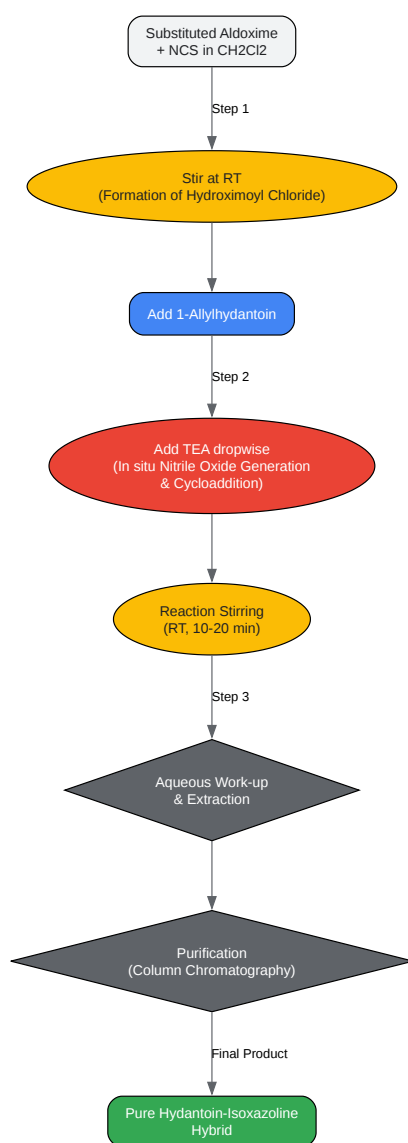 Substituted Aldoxime
+ NCS in CH2Cl2
Step 1
Stir at RT
(Formation of Hydroximoyl Chloride)
Add 1-Allylhydantoin
Step 2
Add TEA dropwise
(In situ Nitrile Oxide Generation
& Cycloaddition)
Reaction Stirring
(RT, 10-20 min)
Step 3
Aqueous Work-up
& Extraction
Purification
(Column Chromatography)
Final Product
Pure Hydantoin-Isoxazoline
Hybrid